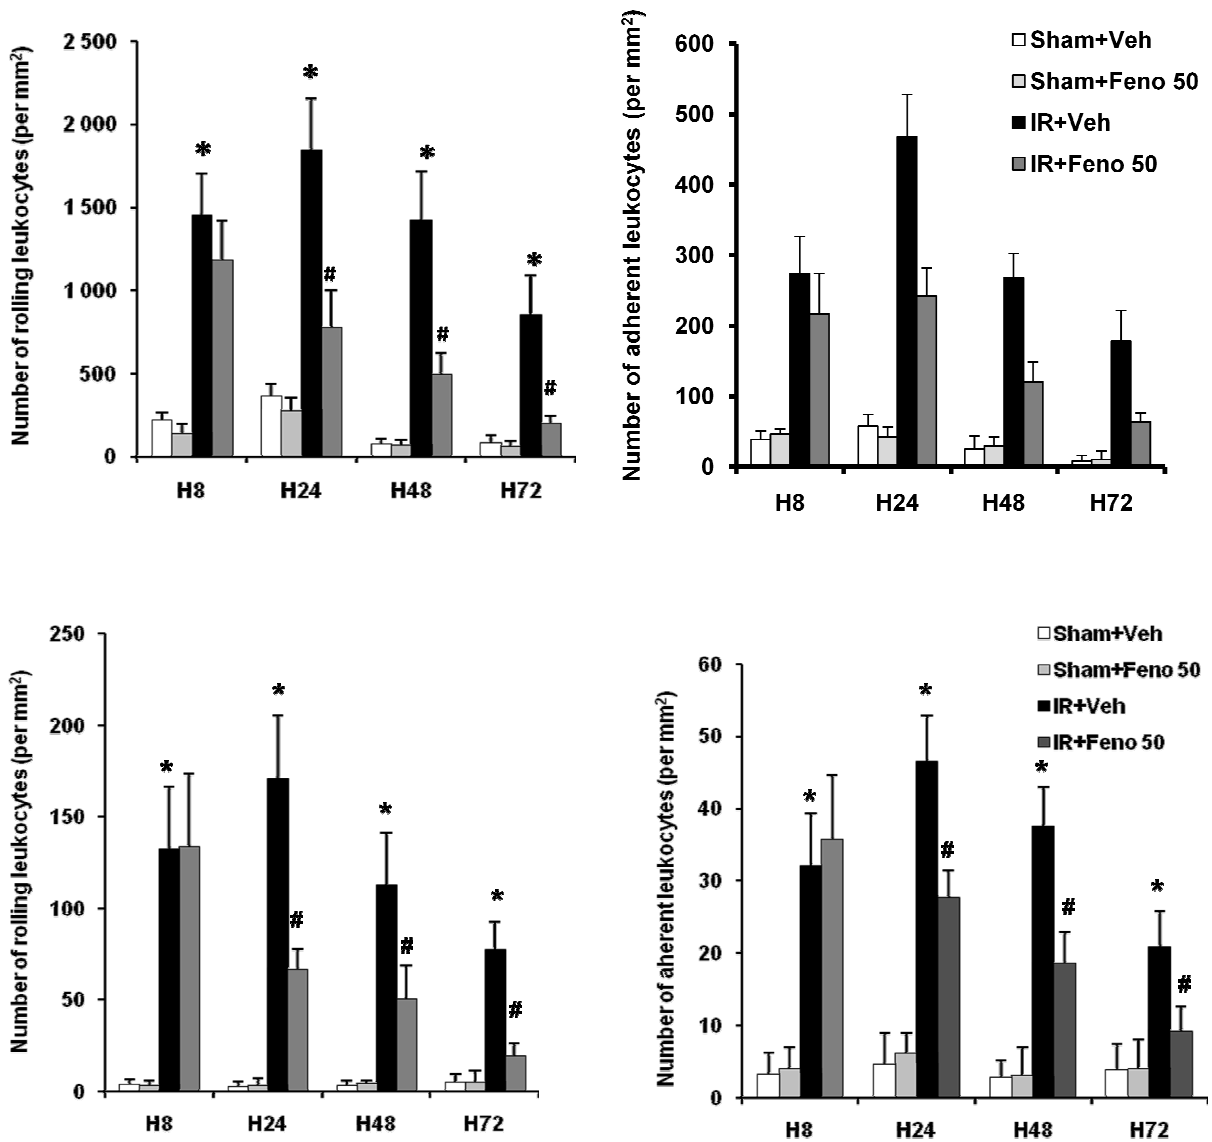 Number of rolling leukocytes (per mm2)
2 500
2 000
1 500
1 000
500
0
* * * *
# # #
H8 H24 H48 H72
Number of adherent leukocytes (per mm2)
600
500
400
300
200
100
0
Sham+Veh
Sham+Feno 50
IR+Veh
IR+Feno 50
H8 H24 H48 H72
Number of rolling leukocytes (per mm2)
250
200
150
100
50
0
* * * *
# # #
H8 H24 H48 H72
Number of aherent leukocytes (per mm2)
60
50
40
30
20
10
0
Sham+Veh
Sham+Feno 50
IR+Veh
IR+Feno 50
* * * *
# # #
H8 H24 H48 H72